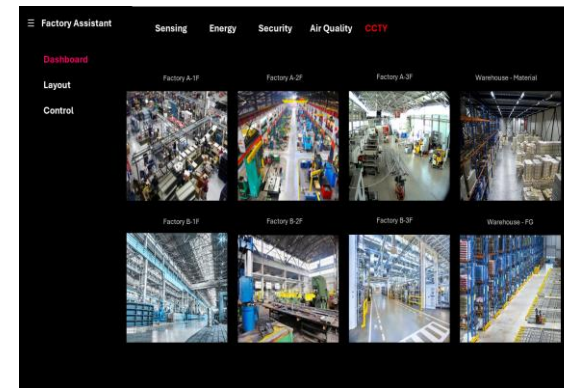 Factory Assistant
Sensing Energy Security Air Quality CCTY
Dashboard
Layout
Control
Factory A-1F Factory A-2F Factory A-3F Warehouse - Material
Factory B-1F Factory B-2F Factory B-3F Warehouse - FG